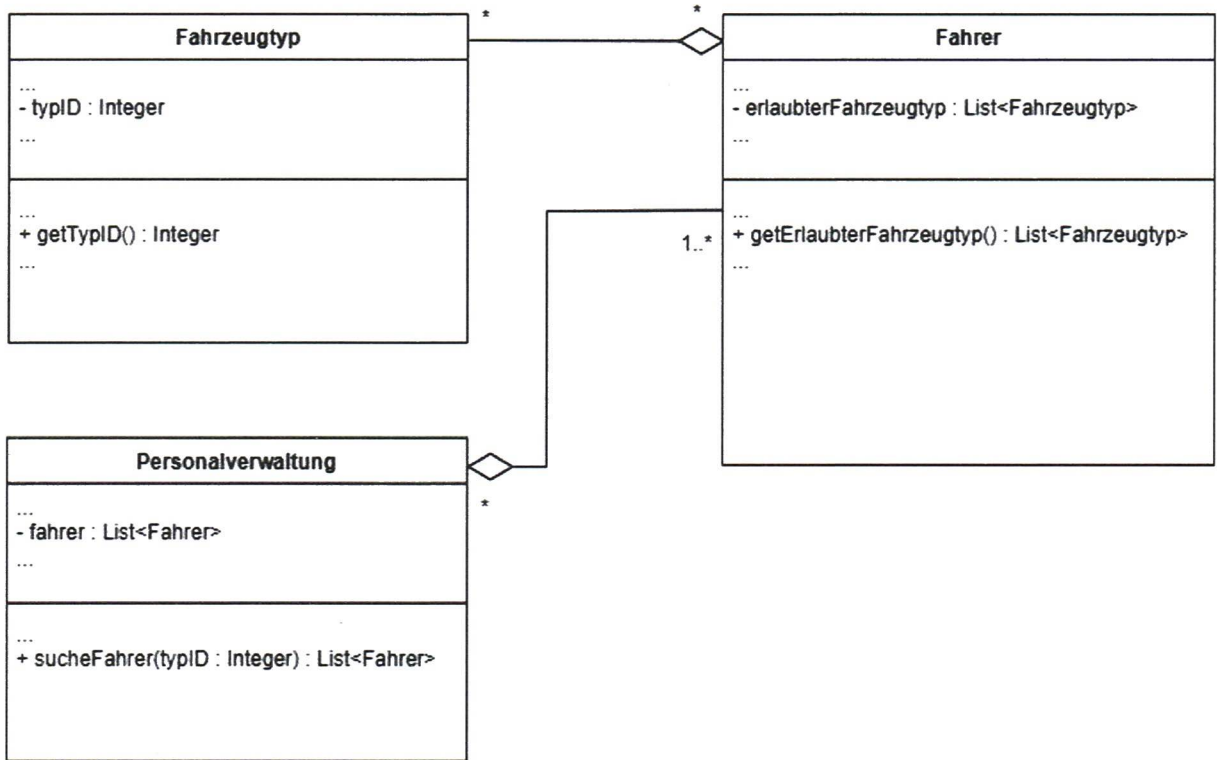 Fahrzeugtyp
...
- typID : Integer
...
...
+ getTypID() : Integer
...
*
*
Fahrer
...
- erlaubterFahrzeugtyp : List<Fahrzeugtyp>
...
...
+ getErlaubterFahrzeugtyp() : List<Fahrzeugtyp>
...
1..*
Personalverwaltung
*
...
- fahrer : List<Fahrer>
...
...
+ sucheFahrer(typID : Integer) : List<Fahrer>